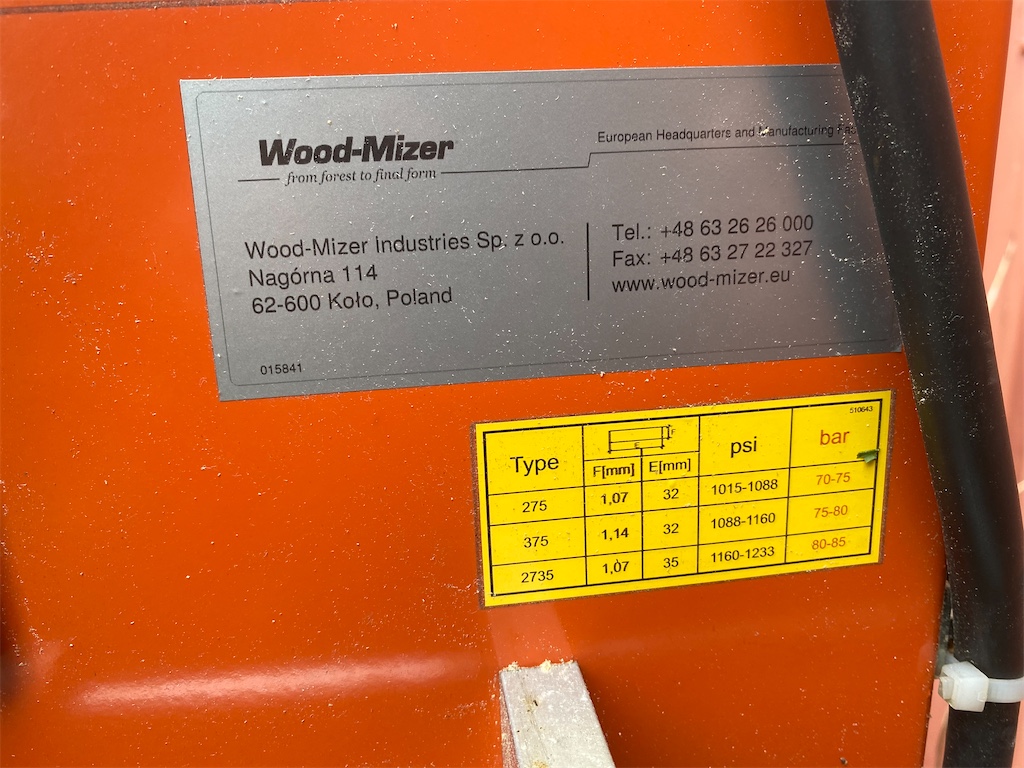 Wood-Mizer
from forest to final form
European Headquarters and Manufacturing
Wood-Mizer Industries Sp. z o.o.
Nagórna 114
62-600 Koło, Poland
Tel.: +48 63 26 26 000
Fax: +48 63 27 22 327
www.wood-mizer.eu
015841
510643
Type F[mm] E[mm] psi bar
F
E
275 1,07 32 1015-1088 70-75
375 1,14 32 1088-1160 75-80
2735 1,07 35 1160-1233 80-85